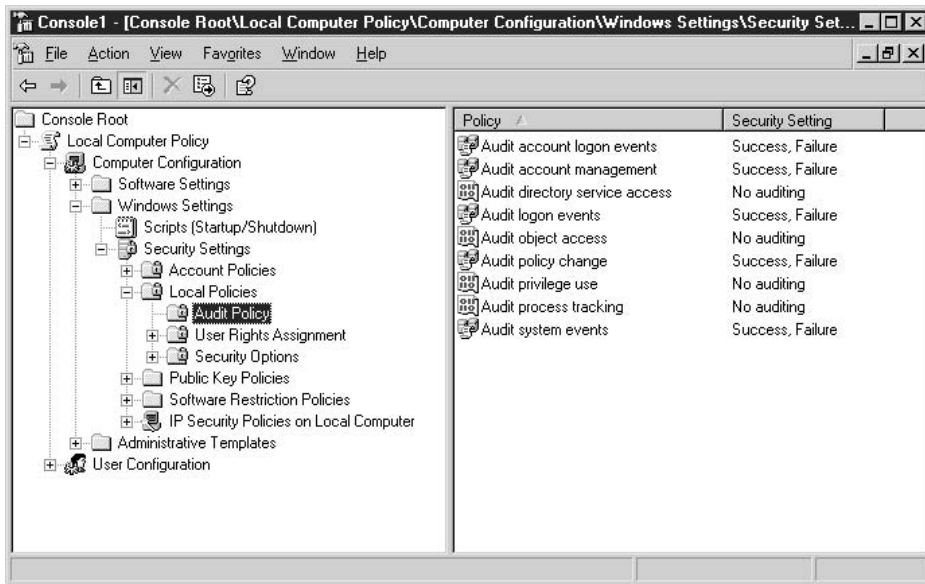 Console1 - [Console Root\Local Computer Policy\Computer Configuration\Windows Settings\Security Set...
File Action View Favorites Window Help
Console Root
Local Computer Policy
Computer Configuration
Software Settings
Windows Settings
Scripts (Startup/Shutdown)
Security Settings
Account Policies
Local Policies
Audit Policy
User Rights Assignment
Security Options
Public Key Policies
Software Restriction Policies
IP Security Policies on Local Computer
Administrative Templates
User Configuration
Policy Security Setting
Audit account logon events Success, Failure
Audit account management Success, Failure
Audit directory service access No auditing
Audit logon events Success, Failure
Audit object access No auditing
Audit policy change Success, Failure
Audit privilege use No auditing
Audit process tracking No auditing
Audit system events Success, Failure